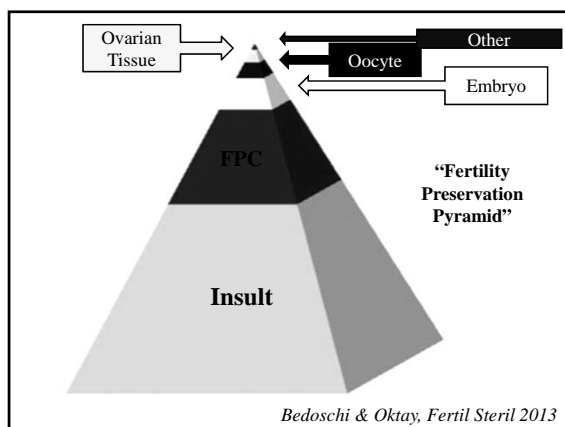 Ovarian
Tissue
Other
Oocyte
Embryo
FPC
"Fertility
Preservation
Pyramid"
Insult
Bedoschi & Oktay, Fertil Steril 2013